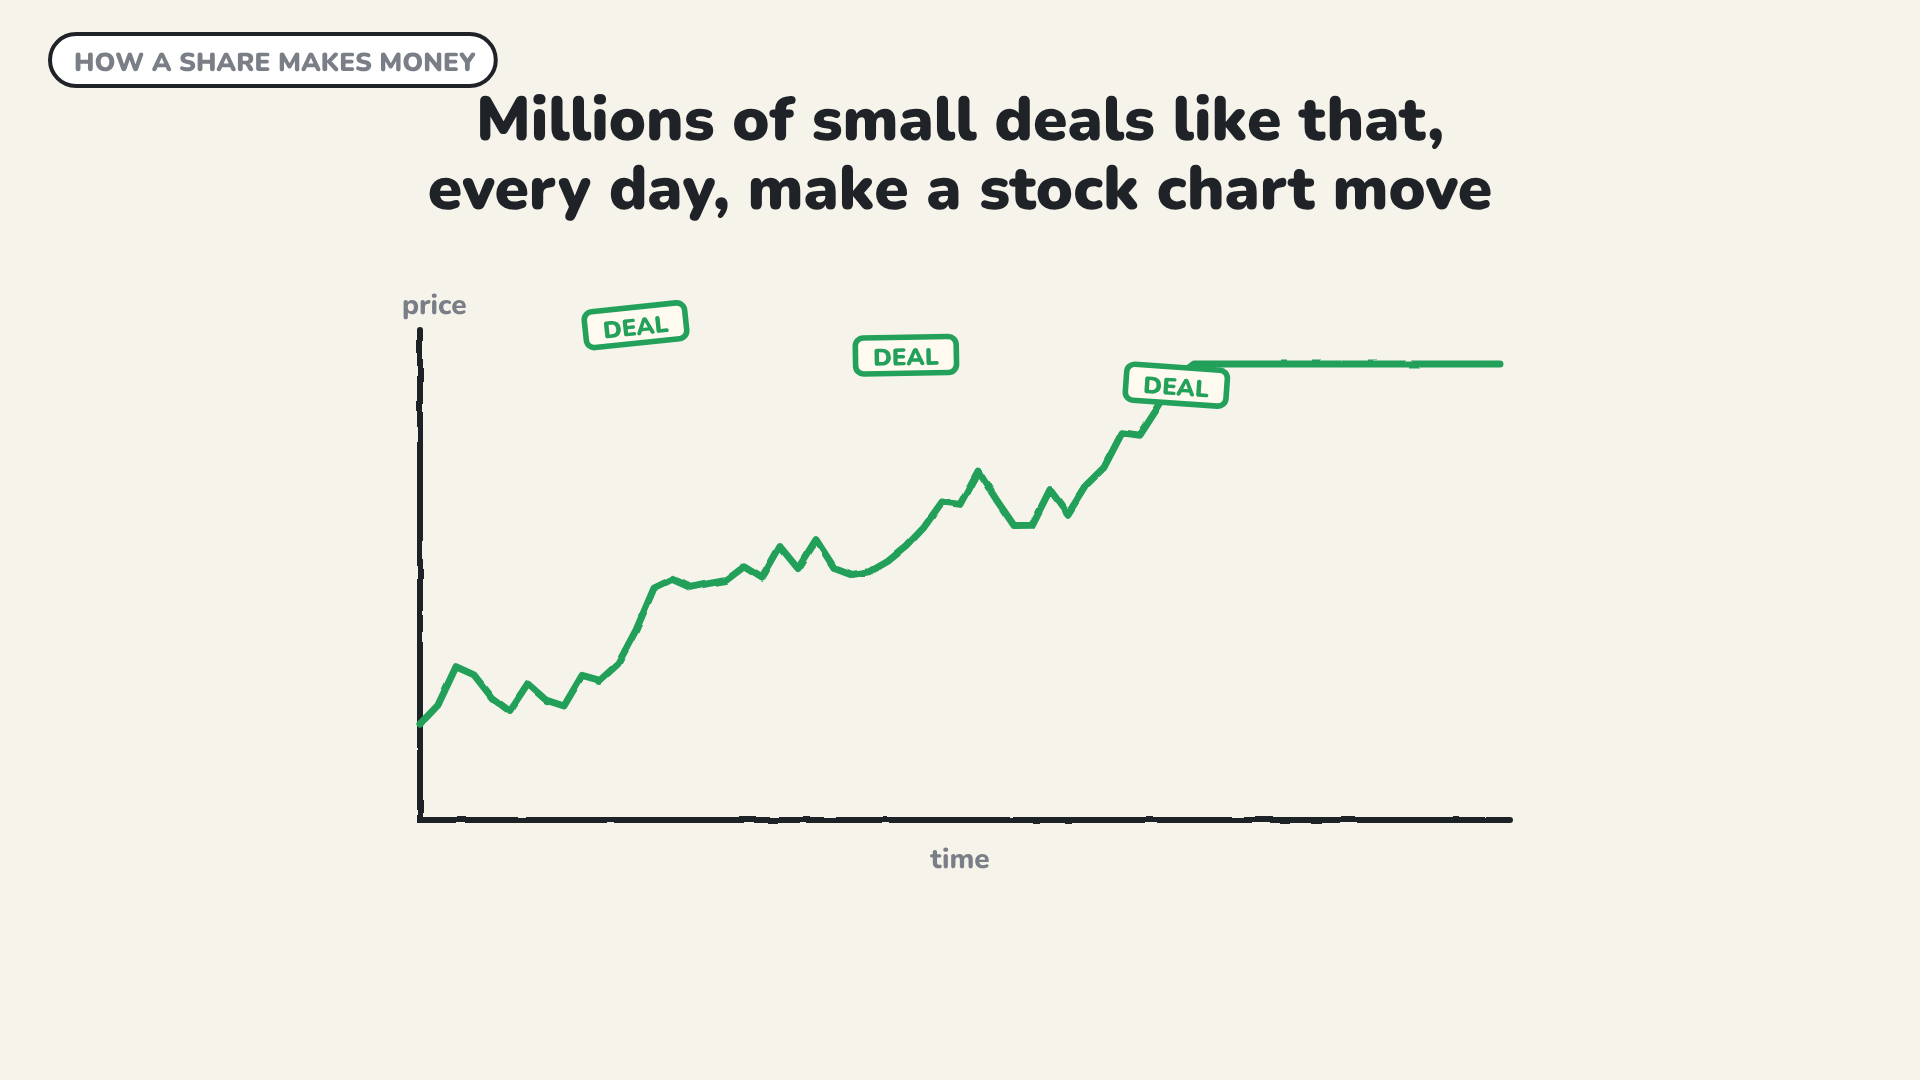 HOW A SHARE MAKES MONEY
Millions of small deals like that,
every day, make a stock chart move
price
DEAL
DEAL
DEAL
time